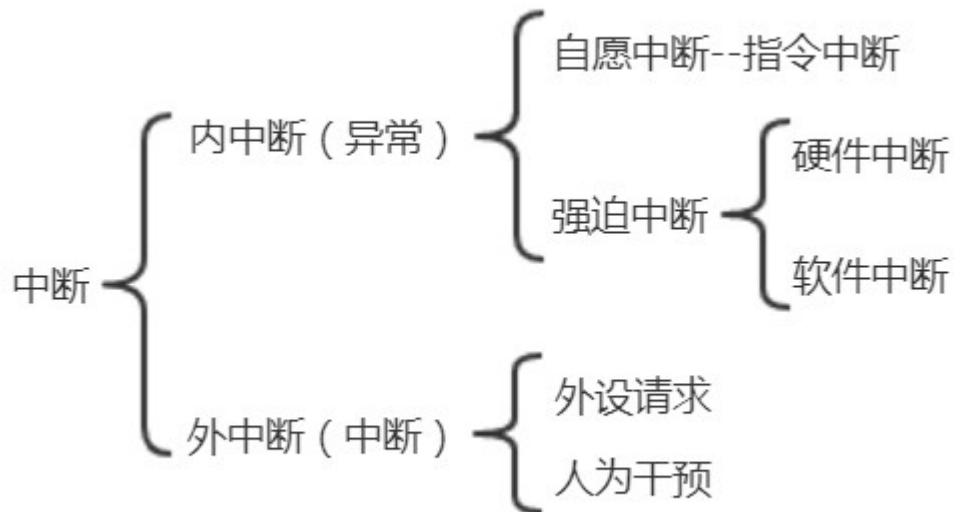 中断
内中断（异常）
自愿中断--指令中断
强迫中断
硬件中断
软件中断
外中断（中断）
外设请求
人为干预